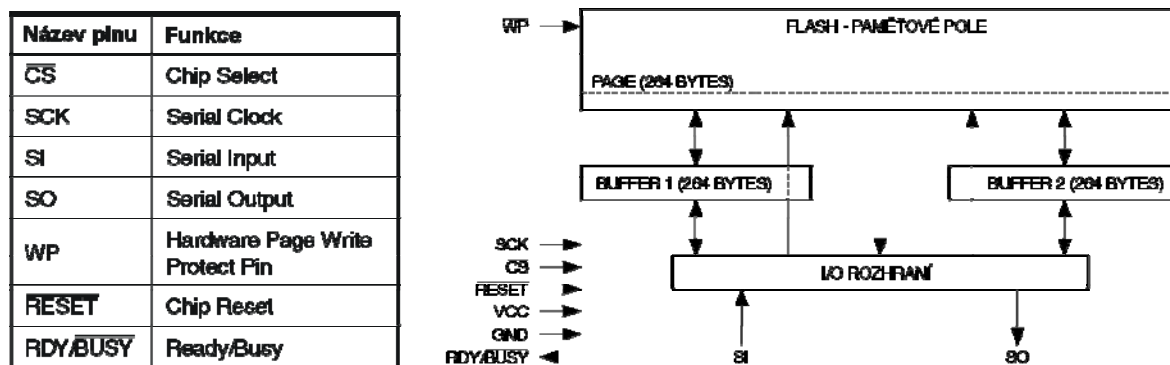 Název pinu Funkce
CS Chip Select
SCK Serial Clock
SI Serial Input
SO Serial Output
WP Hardware Page Write
Protect Pin
RESET Chip Reset
RDY/BUSY Ready/Busy
WP
FLASH - PAMĚŤOVÉ POLE
PAGE (264 BYTES)
BUFFER 1 (264 BYTES)
BUFFER 2 (264 BYTES)
SCK
CS
RESET
VCC
GND
RDY/BUSY
I/O ROZHRANÍ
SI
SO